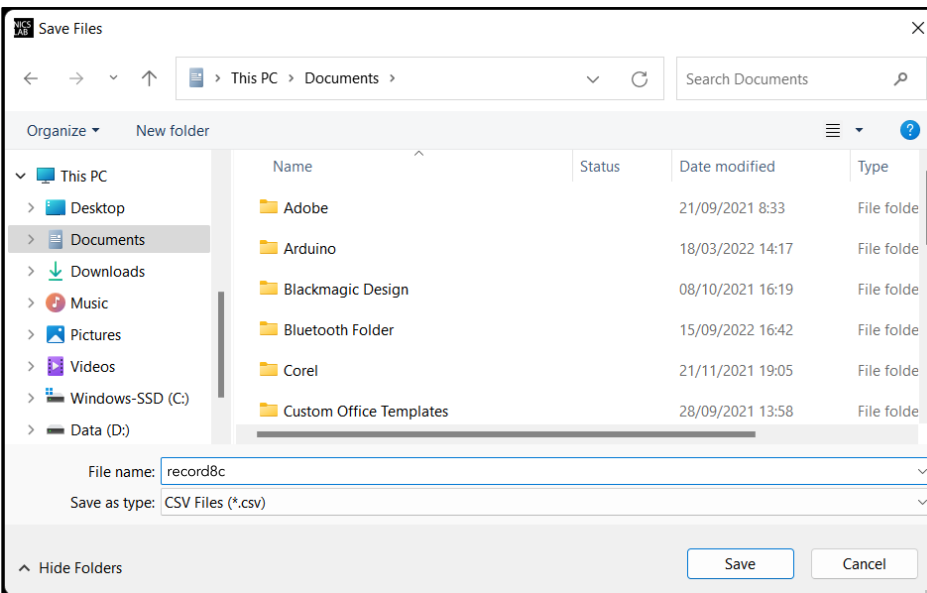 NICS LAB Save Files
This PC > Documents >
Search Documents
Organize New folder
?
Name Status Date modified Type
This PC
Desktop
Documents
Downloads
Music
Pictures
Videos
Windows-SSD (C:)
Data (D:)
Adobe 21/09/2021 8:33 File folde
Arduino 18/03/2022 14:17 File folde
Blackmagic Design 08/10/2021 16:19 File folde
Bluetooth Folder 15/09/2022 16:42 File folde
Corel 21/11/2021 19:05 File folde
Custom Office Templates 28/09/2021 13:58 File folde
File name: record8c
Save as type: CSV Files (*.csv)
Hide Folders Save Cancel